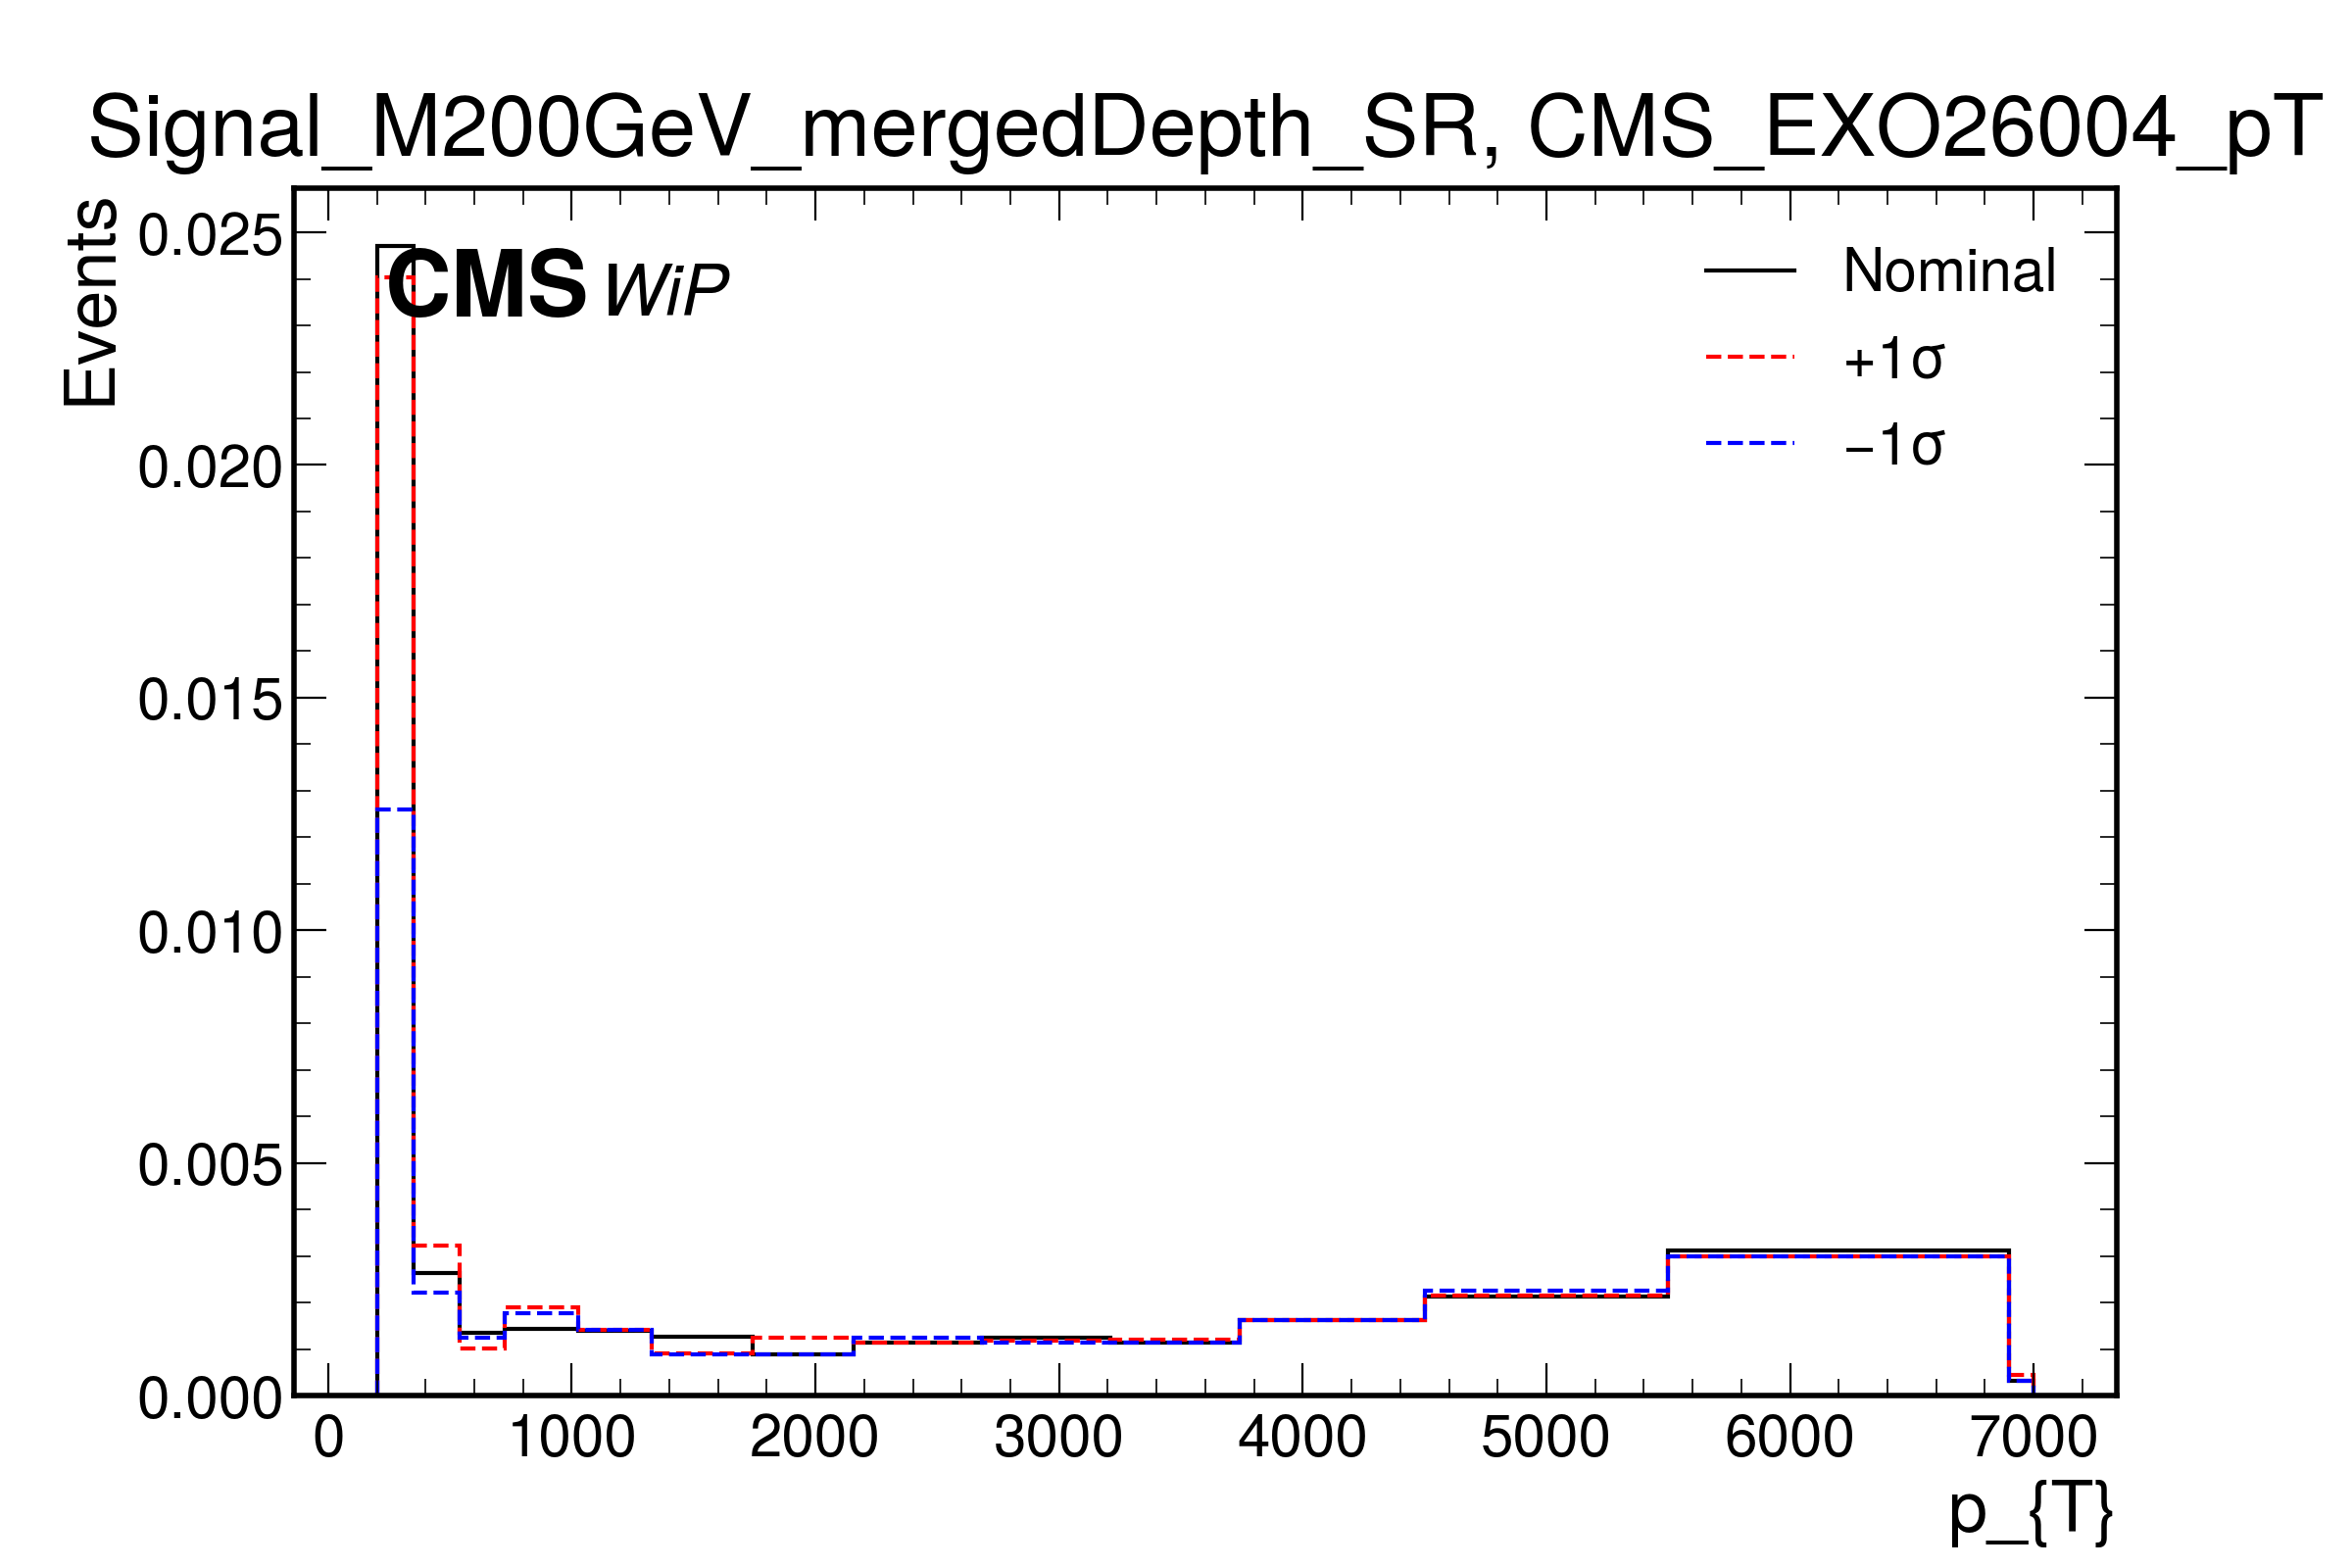 Signal_M200GeV_mergedDepth_SR, CMS_EXO26004_pT
Events
0.025
0.020
0.015
0.010
0.005
0.000
CMS WiP
Nominal
+1σ
−1σ
0 1000 2000 3000 4000 5000 6000 7000
p_{T}